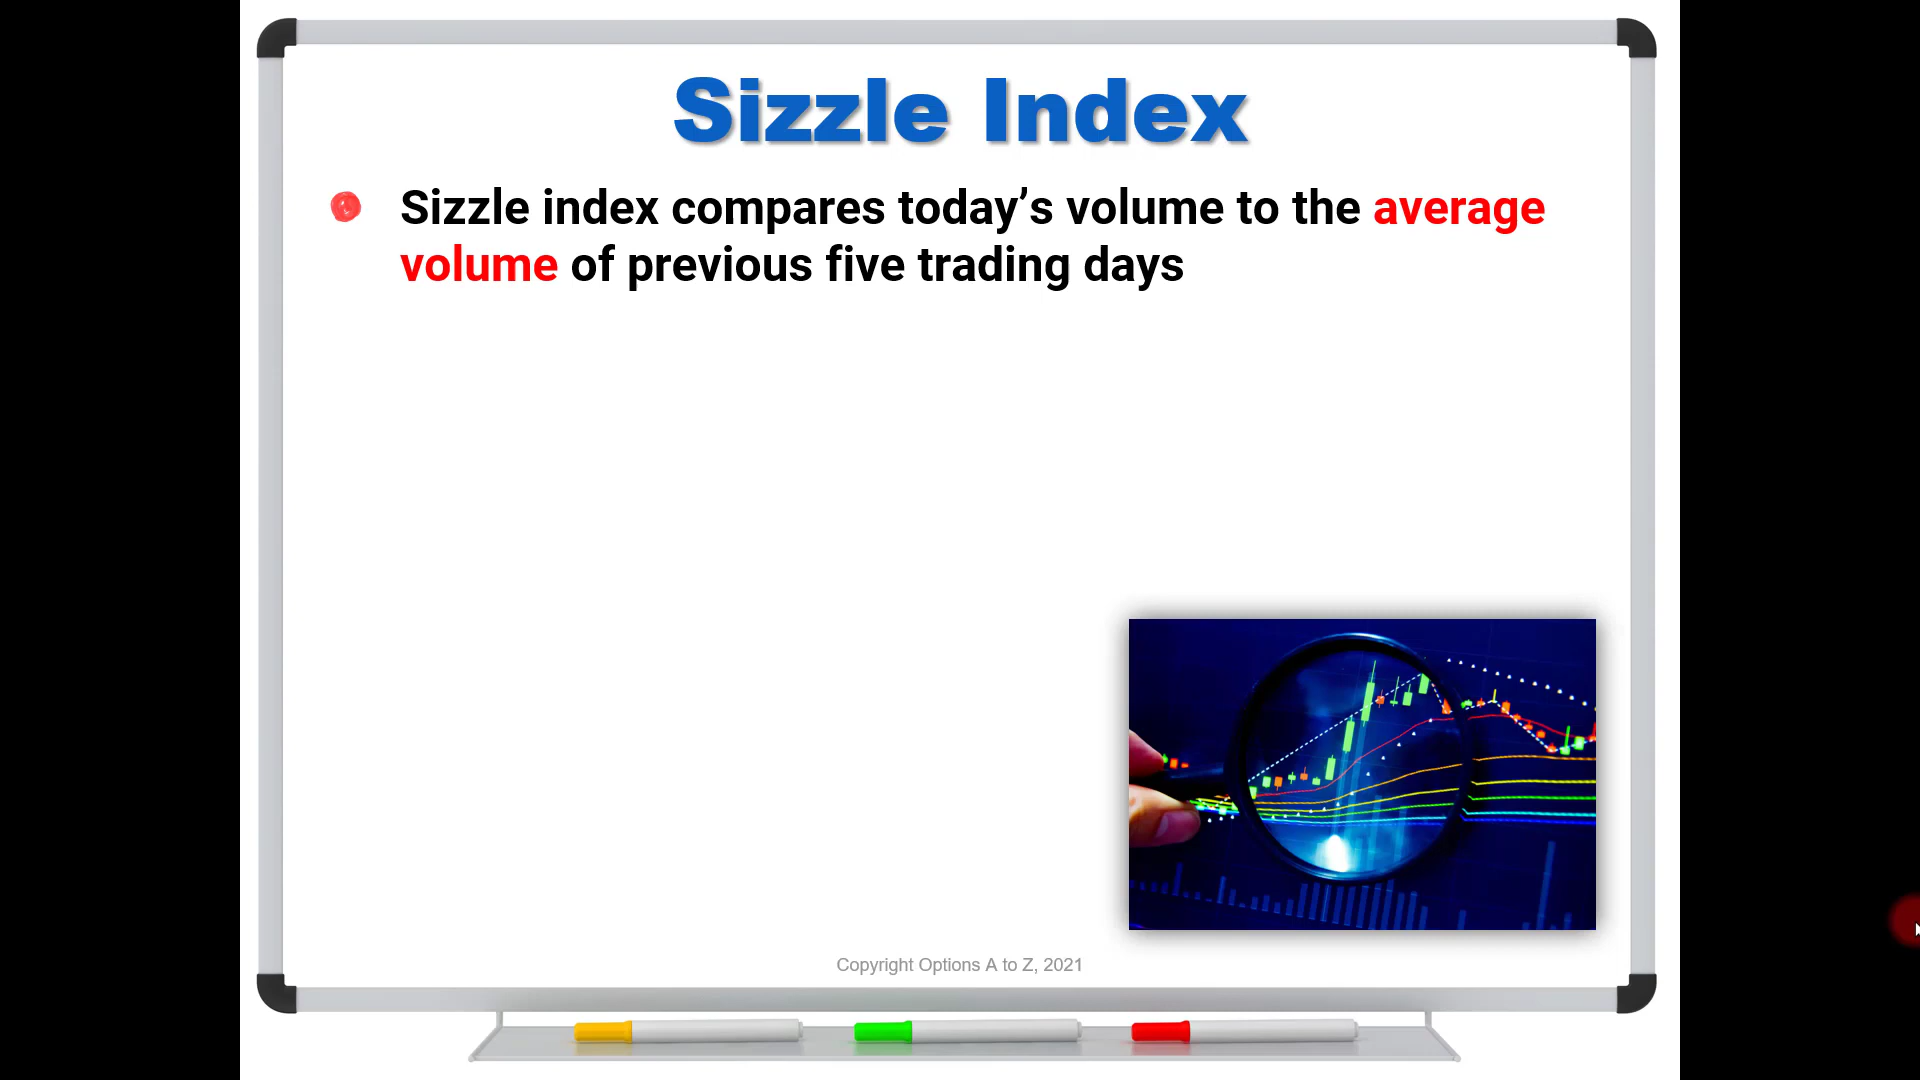 Sizzle Index
Sizzle index compares today’s volume to the average
volume of previous five trading days
Copyright Options A to Z, 2021